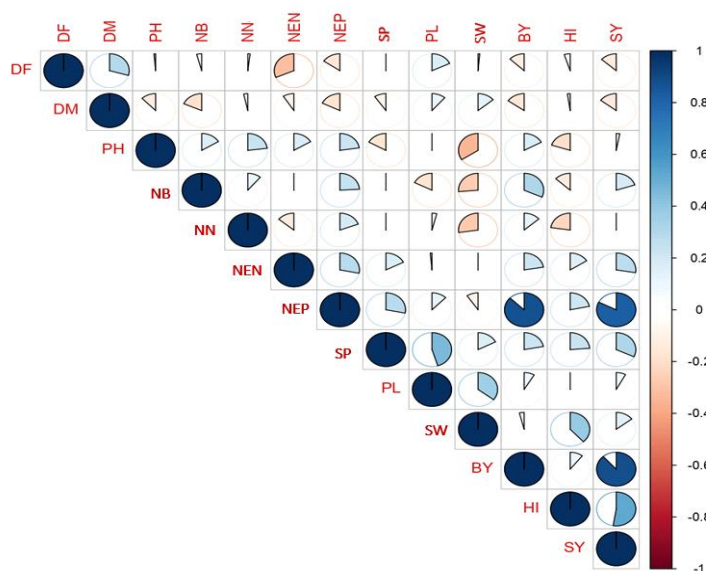 DF DM PH NB NN NEN NEP SP PL SW BY HI SY
DF
DM
PH
NB
NN
NEN
NEP
SP
PL
SW
BY
HI
SY
1
0.8
0.6
0.4
0.2
0
-0.2
-0.4
-0.6
-0.8
-1